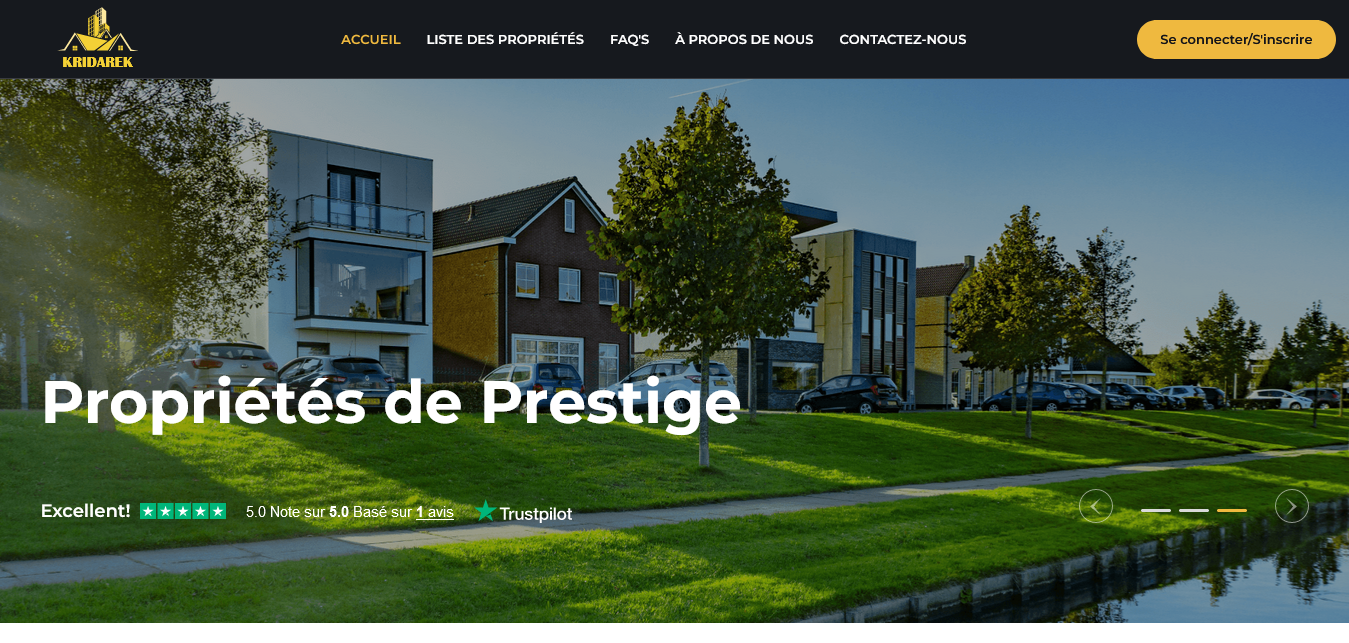 KRIDAREK
ACCUEIL LISTE DES PROPRIÉTÉS FAQ'S À PROPOS DE NOUS CONTACTEZ-NOUS
Se connecter/S'inscrire
Propriétés de Prestige
Excellent! 5.0 Note sur 5.0 Basé sur 1 avis Trustpilot